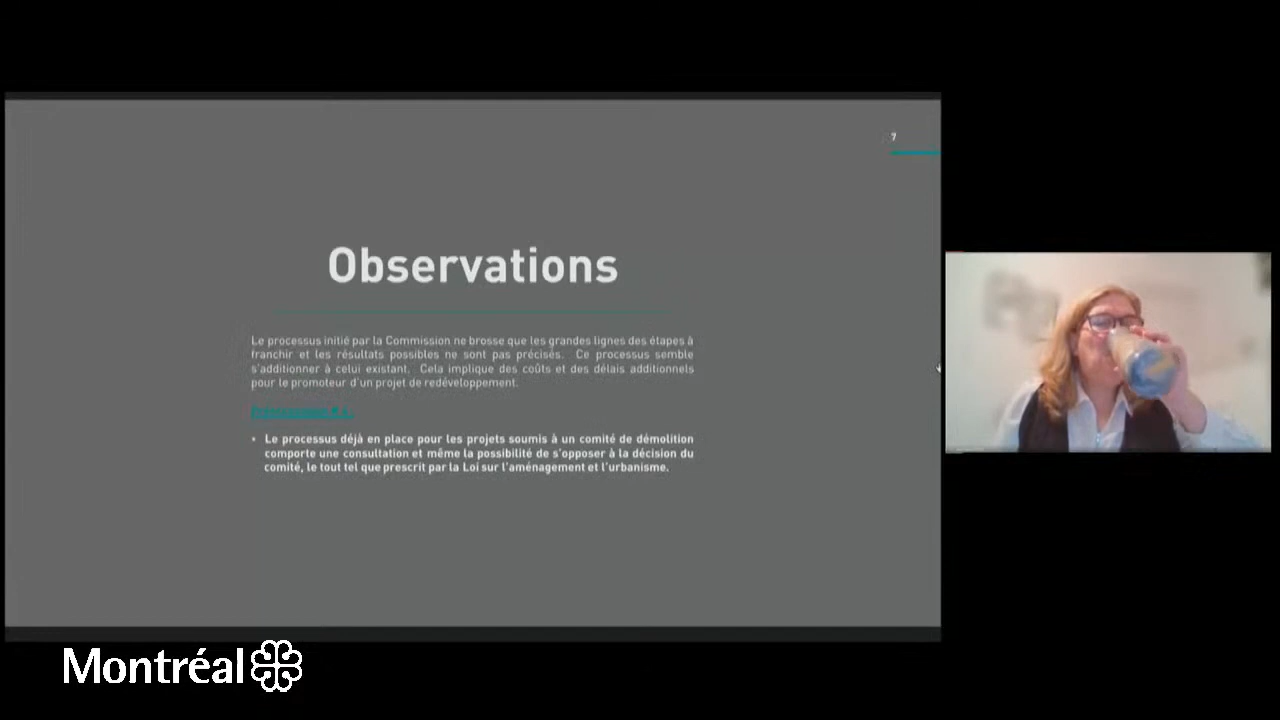 7
Observations
Le processus initié par la Commission ne brosse que les grandes lignes des étapes à
franchir et les résultats possibles ne sont pas précisés. Ce processus semble
s'additionner à celui existant. Cela implique des coûts et des délais additionnels
pour le promoteur d'un projet de redéveloppement.
• Le processus déjà en place pour les projets soumis à un comité de démolition
comporte une consultation et même la possibilité de s'opposer à la décision du
comité, le tout tel que prescrit par la Loi sur l'aménagement et l'urbanisme.
Montréal